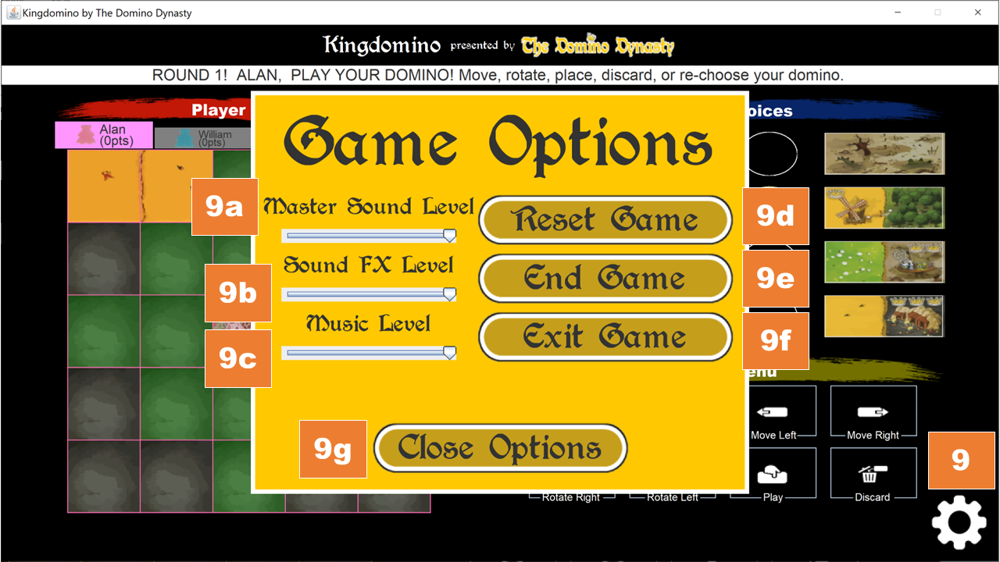 Kingdomino by The Domino Dynasty
Kingdomino presented by The Domino Dynasty
ROUND 1!  ALAN,  PLAY YOUR DOMINO! Move, rotate, place, discard, or re-choose your domino.
Player
oices
Alan
(0pts)
William
(0pts)
Game Options
9a
Master Sound Level
Reset Game
9d
Sound FX Level
End Game
9e
9b
Music Level
Exit Game
9f
9c
enu
Move Left
Move Right
9g
Close Options
9
Rotate Right
Rotate Left
Play
Discard